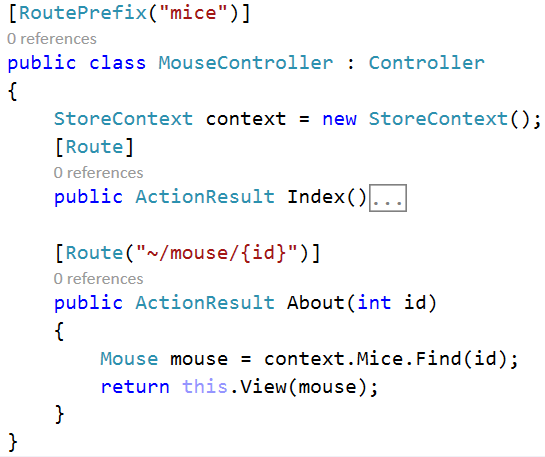 [RoutePrefix("mice")]
0 references
public class MouseController : Controller
{
StoreContext context = new StoreContext();
[Route]
0 references
public ActionResult Index()...
[Route("~/mouse/{id}")]
0 references
public ActionResult About(int id)
{
Mouse mouse = context.Mice.Find(id);
return this.View(mouse);
}
}